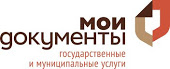 мои
документы
государственные
и муниципальные услуги